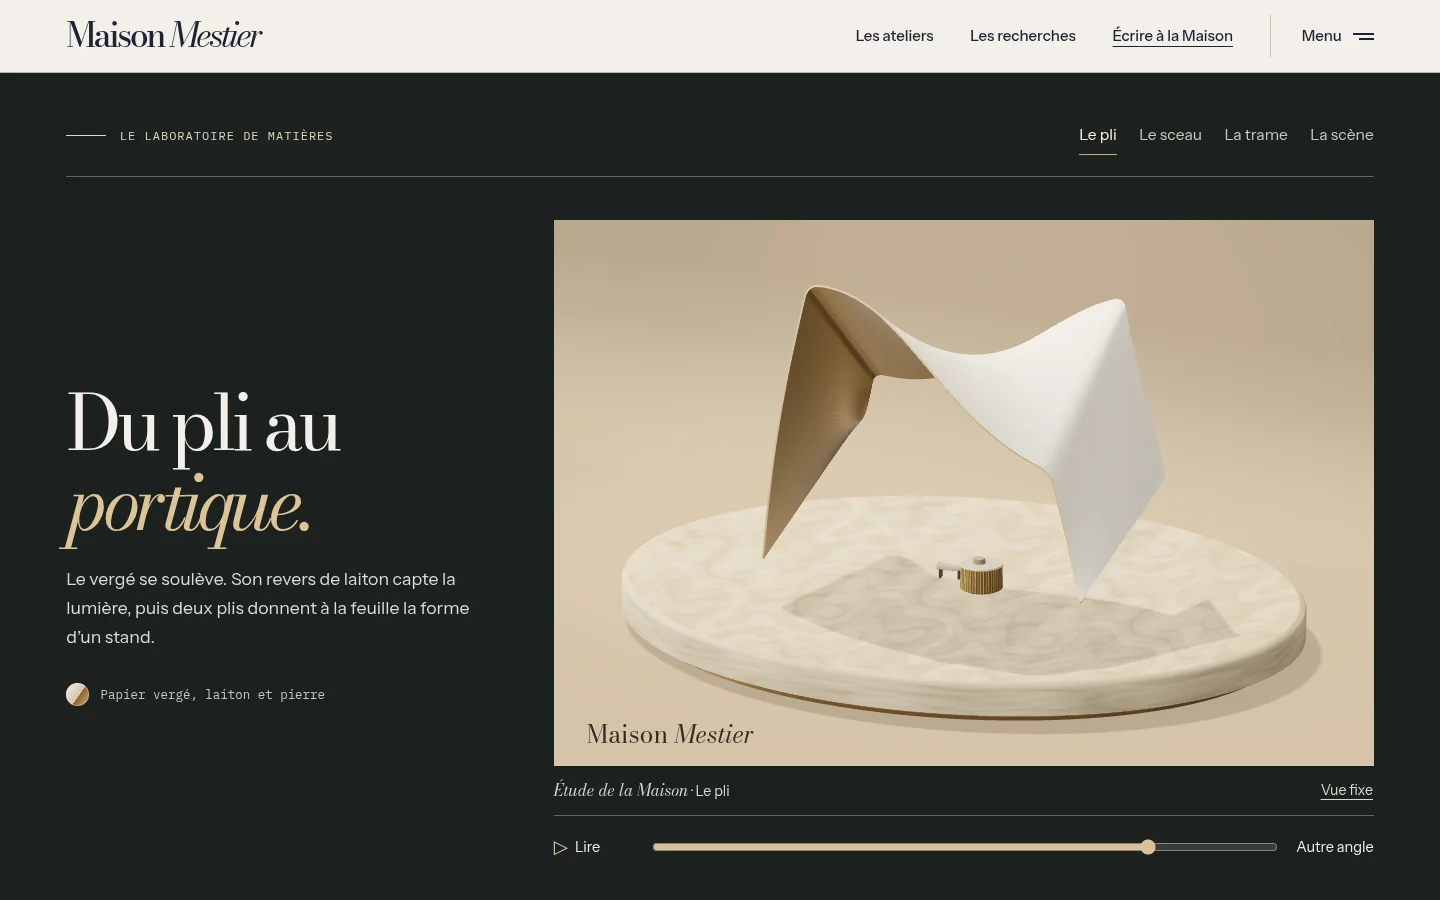 Maison Mestier
Les ateliers
Les recherches
Écrire à la Maison
Menu
LE LABORATOIRE DE MATIÈRES
Le pli
Le sceau
La trame
La scène
Du pli au
portique.
Le vergé se soulève. Son revers de laiton capte la
lumière, puis deux plis donnent à la feuille la forme
d’un stand.
Papier vergé, laiton et pierre
Maison Mestier
Étude de la Maison · Le pli
Vue fixe
Lire
Autre angle